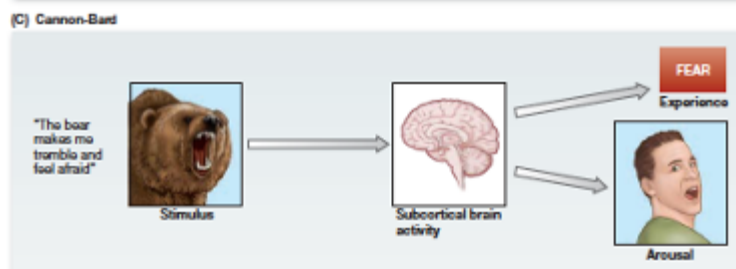 (C) Cannon-Bard
FEAR
Experience
"The bear
makes me
tremble and
feel afraid"
Stimulus
Subcortical brain
activity
Arousal